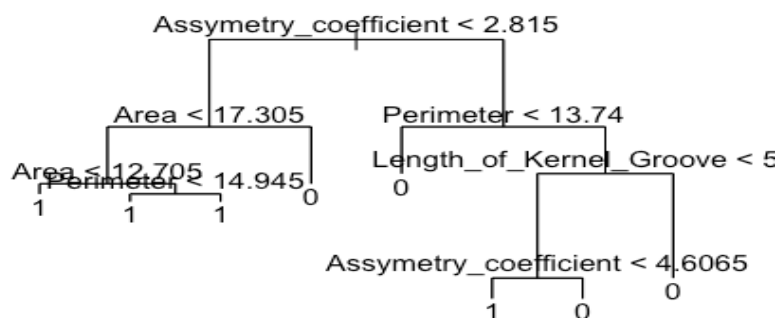 Assymetry_coefficient < 2.815
Area < 17.305
Perimeter < 13.74
Area < 12.705
Length_of_Kernel_Groove < 5
Perimeter < 14.945
0
0
1
1
1
Assymetry_coefficient < 4.6065
0
1
0